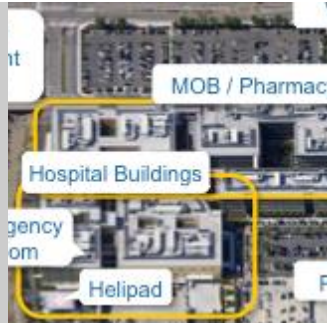 nt
MOB / Pharmac
Hospital Buildings
gency
om
Helipad